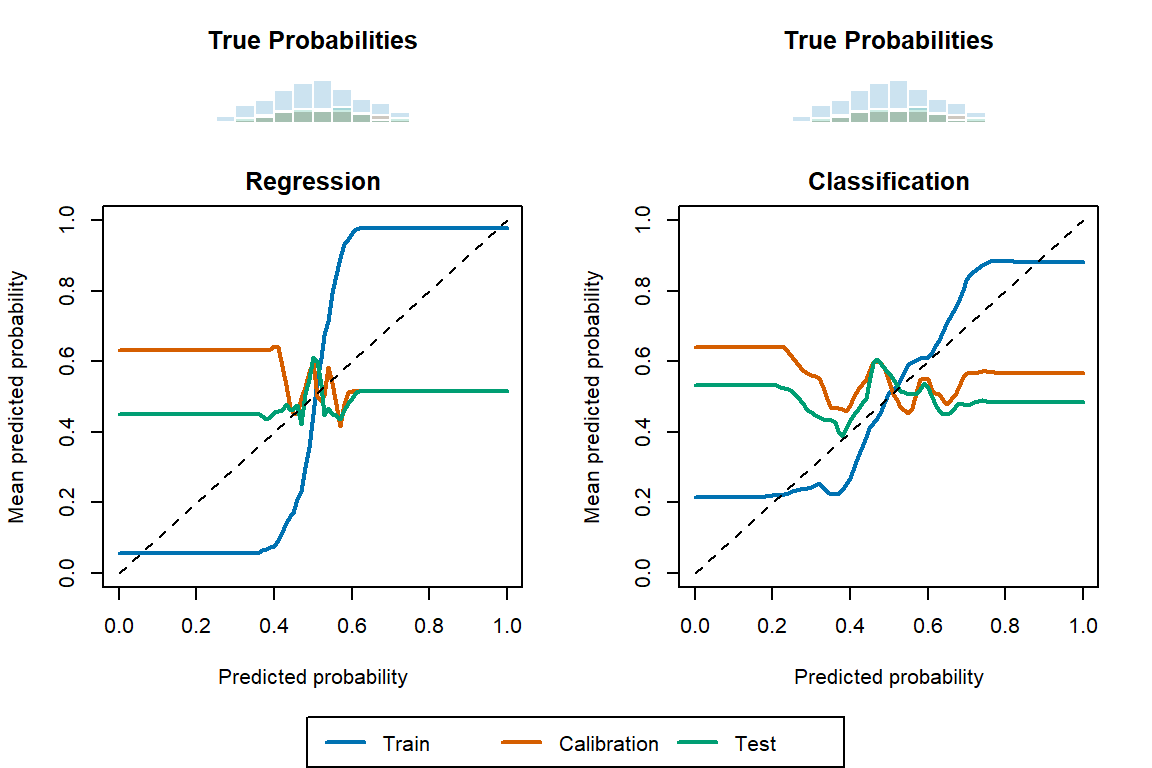 True Probabilities
True Probabilities
Regression
Classification
Mean predicted probability
1.0
0.8
0.6
0.4
0.2
0.0
0.0 0.2 0.4 0.6 0.8 1.0
Predicted probability
Mean predicted probability
1.0
0.8
0.6
0.4
0.2
0.0
0.0 0.2 0.4 0.6 0.8 1.0
Predicted probability
Train Calibration Test